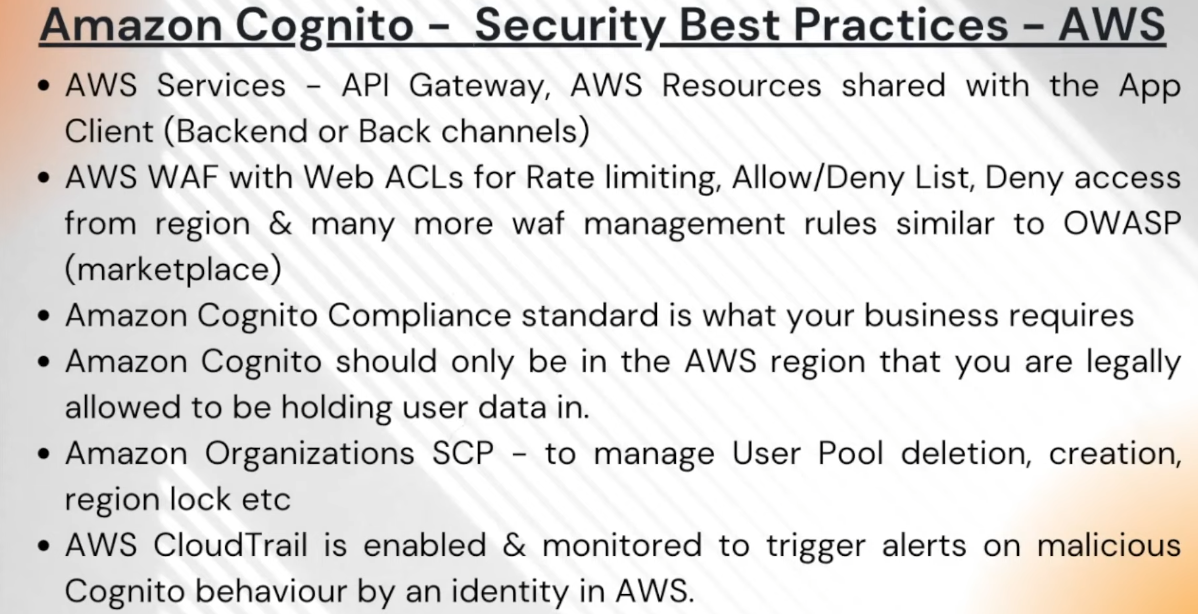 Amazon Cognito - Security Best Practices - AWS
• AWS Services - API Gateway, AWS Resources shared with the App
Client (Backend or Back channels)
• AWS WAF with Web ACLs for Rate limiting, Allow/Deny List, Deny access
from region & many more waf management rules similar to OWASP
(marketplace)
• Amazon Cognito Compliance standard is what your business requires
• Amazon Cognito should only be in the AWS region that you are legally
allowed to be holding user data in.
• Amazon Organizations SCP - to manage User Pool deletion, creation,
region lock etc
• AWS CloudTrail is enabled & monitored to trigger alerts on malicious
Cognito behaviour by an identity in AWS.